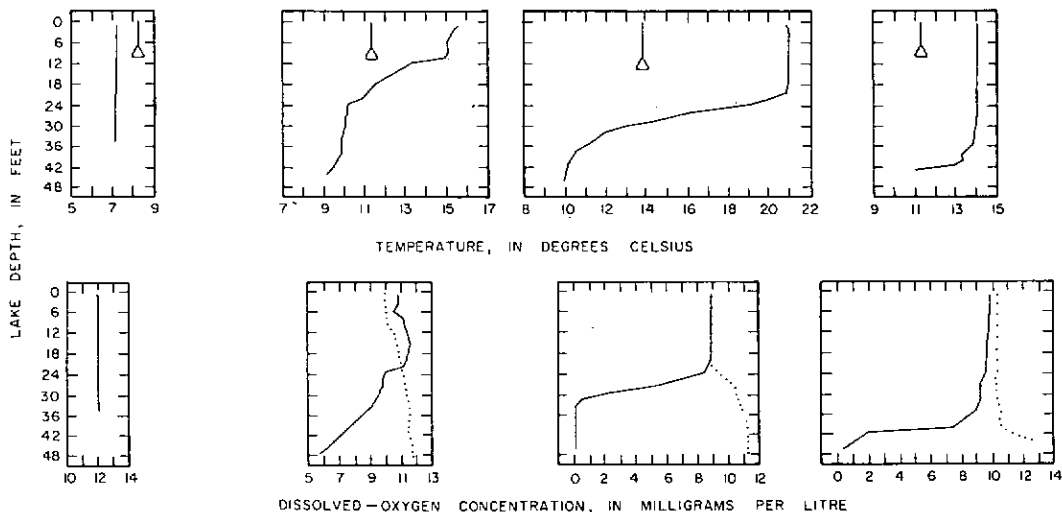 LAKE DEPTH, IN FEET
0
6
12
18
24
30
36
42
48
5 7 9
7 9 11 13 15 17
8 10 12 14 16 18 20 22
9 11 13 15
TEMPERATURE, IN DEGREES CELSIUS
0
6
12
18
24
30
36
42
48
10 12 14
5 7 9 11 13
0 2 4 6 8 10 12
0 2 4 6 8 10 12 14
DISSOLVED-OXYGEN CONCENTRATION, IN MILLIGRAMS PER LITRE